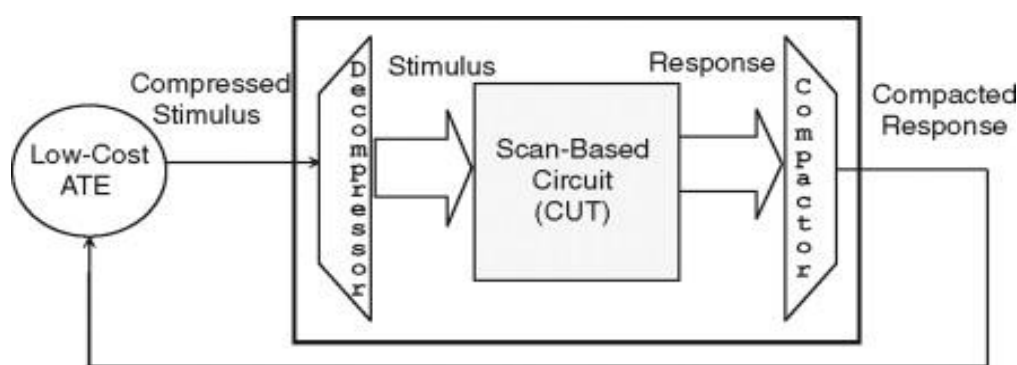 Compressed
Stimulus
Low-Cost
ATE
Decompressor
Stimulus
Scan-Based
Circuit
(CUT)
Response
Compactor
Compacted
Response